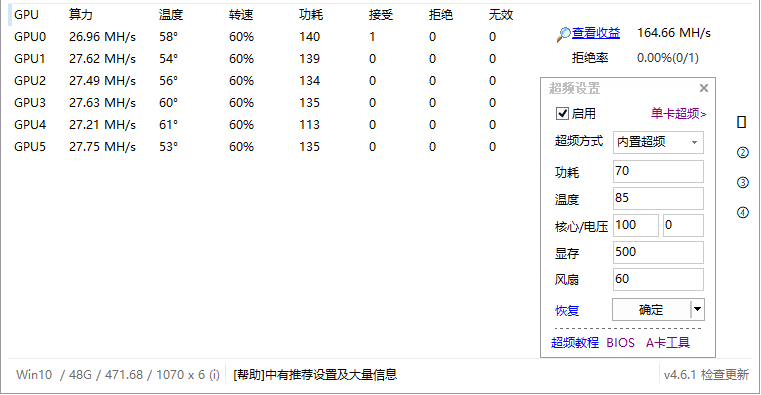 GPU 算力 温度 转速 功耗 接受 拒绝 无效
GPU0 26.96 MH/s 58° 60% 140 1 0 0
GPU1 27.62 MH/s 54° 60% 139 0 0 0
GPU2 27.49 MH/s 56° 60% 134 0 0 0
GPU3 27.63 MH/s 60° 60% 135 0 0 0
GPU4 27.21 MH/s 61° 60% 113 0 0 0
GPU5 27.75 MH/s 53° 60% 135 0 0 0
查看收益 164.66 MH/s
拒绝率 0.00%(0/1)
超频设置
启用 单卡超频>
超频方式 内置超频
功耗 70
温度 85
核心/电压 100 0
显存 500
风扇 60
恢复 确定
超频教程 BIOS A卡工具
②
③
④
Win10 / 48G / 471.68 / 1070 x 6 (i) [帮助]中有推荐设置及大量信息 v4.6.1 检查更新